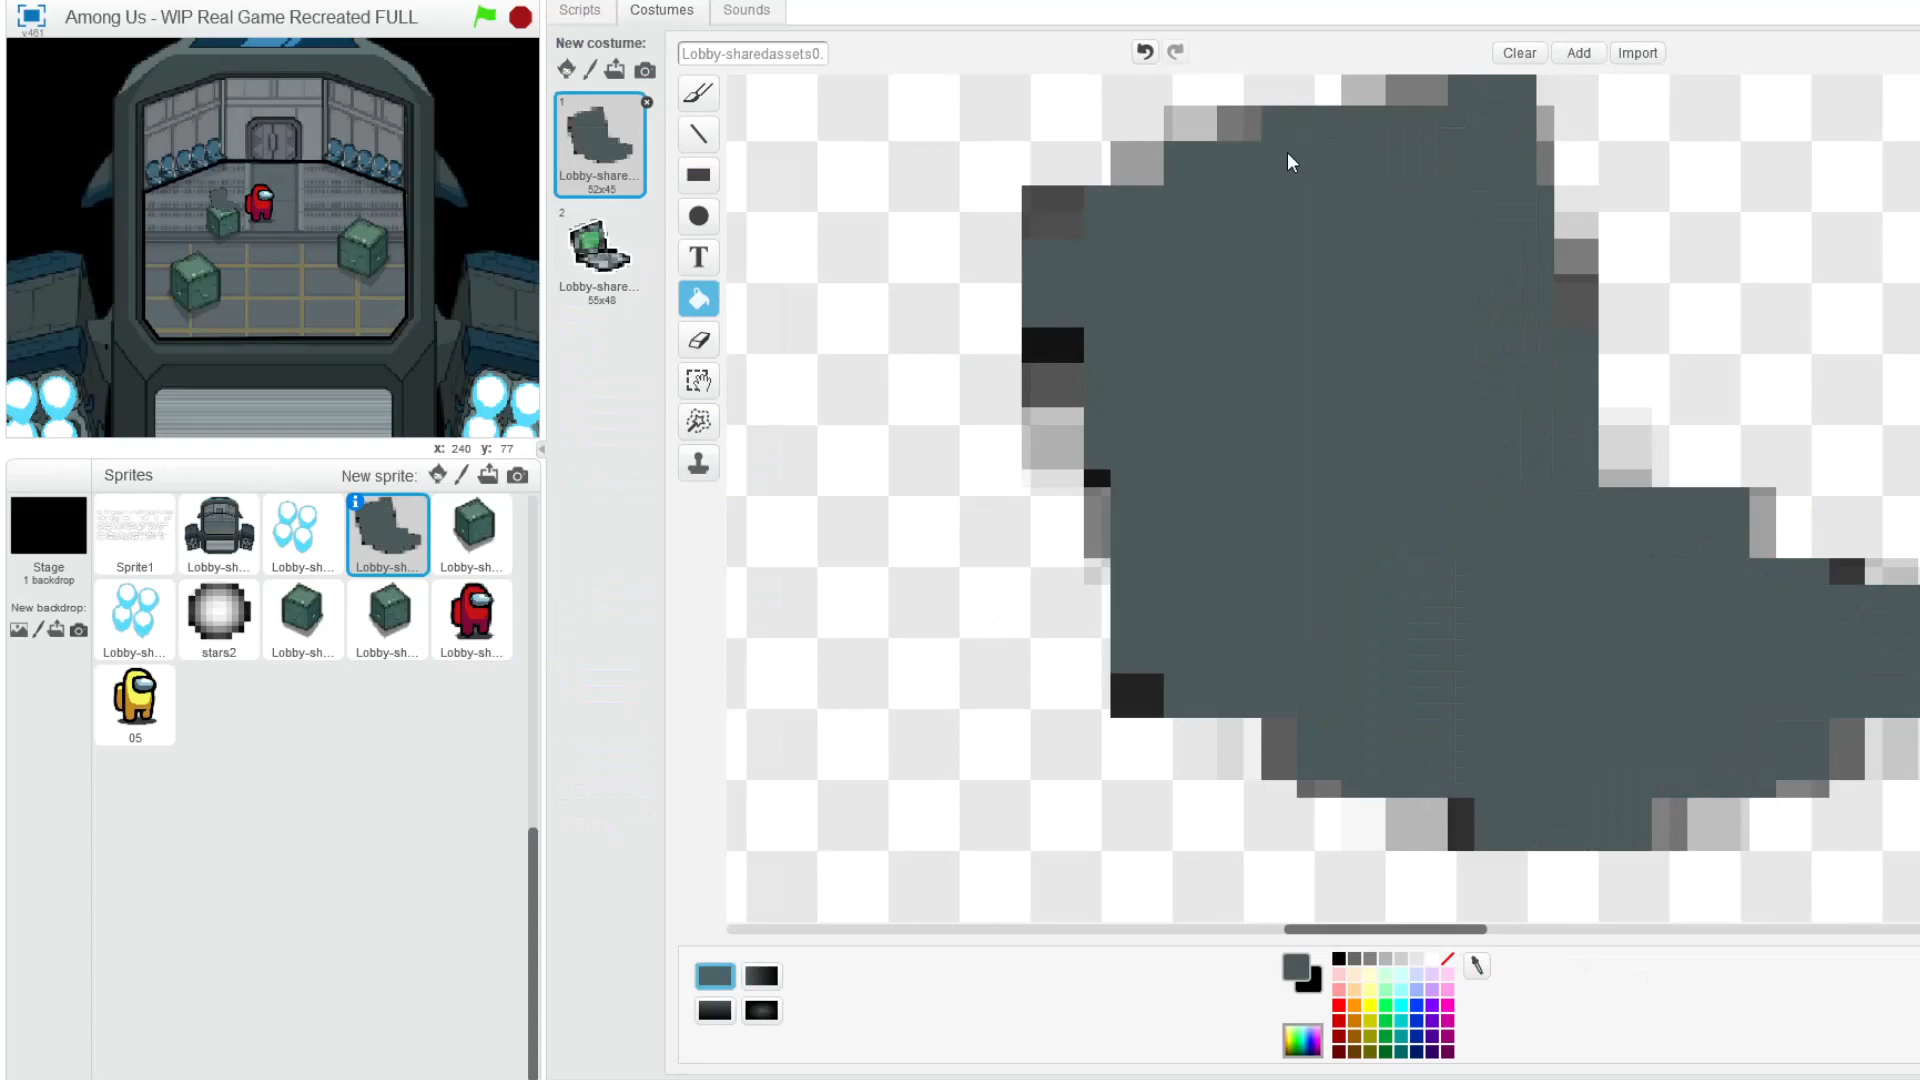 Among Us - WIP Real Game Recreated FULL
v461
Scripts
Costumes
Sounds
New costume:
Lobby-sharedassets0.
Clear
Add
Import
1
Lobby-share...
52x45
2
Lobby-share...
55x48
T
x: 240 y: 77
Sprites
New sprite:
Stage
1 backdrop
New backdrop:
Sprite1
Lobby-sh...
Lobby-sh...
Lobby-sh...
Lobby-sh...
Lobby-sh...
stars2
Lobby-sh...
Lobby-sh...
Lobby-sh...
05